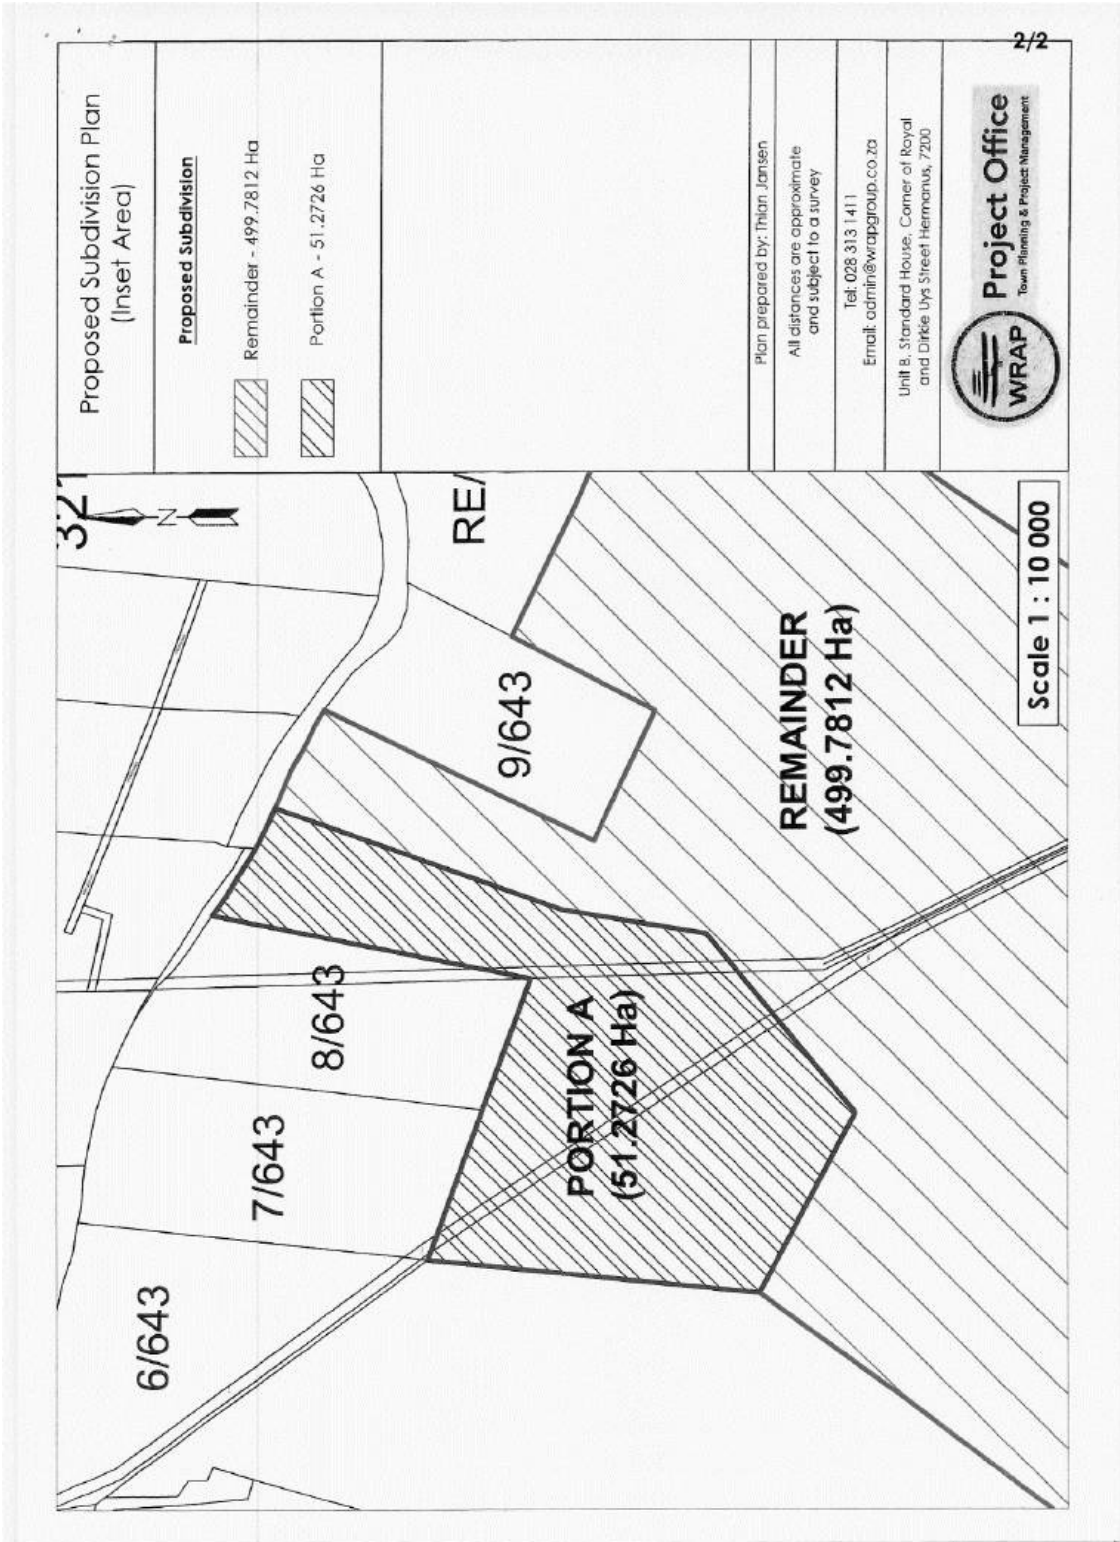 2/2
Proposed Subdivision Plan
(Inset Area)
Proposed Subdivision
Remainder - 499.7812 Ha
Portion A - 51.2726 Ha
Plan prepared by: Thian Jansen
All distances are approximate
and subject to a survey
Tel: 028 313 1411
Email: admin@wrapgroup.co.za
Unit B, Standard House, Corner of Royal
and Dirkie Uys Street Hermanus, 7200
WRAP
Project Office
Town Planning & Project Management
N
6/643
7/643
8/643
9/643
RE/
PORTION A
(51.2726 Ha)
REMAINDER
(499.7812 Ha)
Scale 1 : 10 000